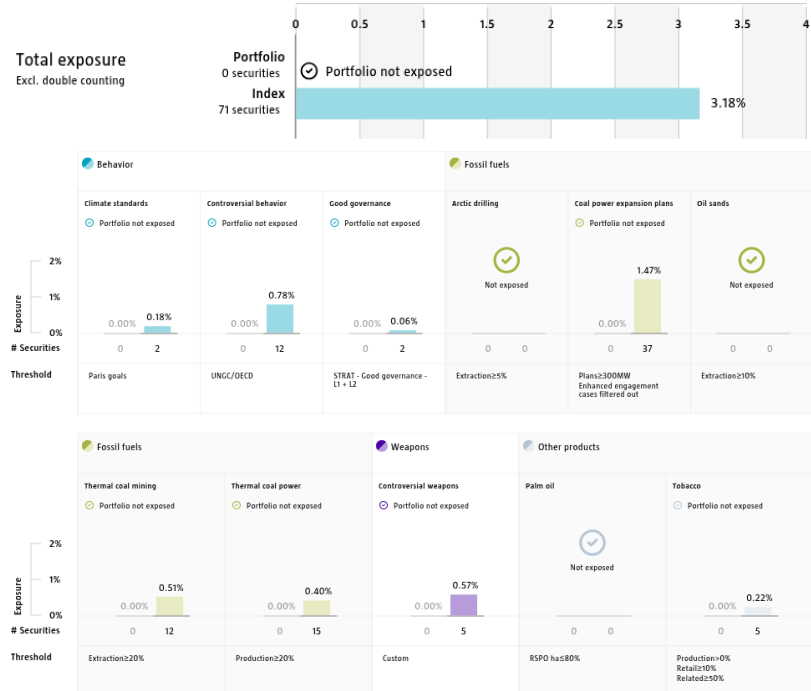 0 0.5 1 1.5 2 2.5 3 3.5 4
Total exposure
Excl. double counting
Portfolio
0 securities
Portfolio not exposed
Index
71 securities
3.18%
Behavior
Fossil fuels
Climate standards
Controversial behavior
Good governance
Arctic drilling
Coal power expansion plans
Oil sands
Portfolio not exposed
Portfolio not exposed
Portfolio not exposed
Portfolio not exposed
Not exposed
Not exposed
Exposure
2%
1%
0%
0.00% 0.18%
0.00% 0.78%
0.00% 0.06%
0.00% 1.47%
# Securities 0 2 0 12 0 2 0 0 0 37 0 0
Threshold
Paris goals
UNGC/OECD
STRAT - Good governance -
L1 + L2
Extraction≥5%
Plans≥300MW
Enhanced engagement
cases filtered out
Extraction≥10%
Fossil fuels
Weapons
Other products
Thermal coal mining
Thermal coal power
Controversial weapons
Palm oil
Tobacco
Portfolio not exposed
Portfolio not exposed
Portfolio not exposed
Portfolio not exposed
Not exposed
Exposure
2%
1%
0%
0.00% 0.51%
0.00% 0.40%
0.00% 0.57%
0.00% 0.22%
# Securities 0 12 0 15 0 5 0 0 0 5
Threshold
Extraction≥20%
Production≥20%
Custom
RSPO ha≤80%
Production>0%
Retail≥10%
Related≥50%